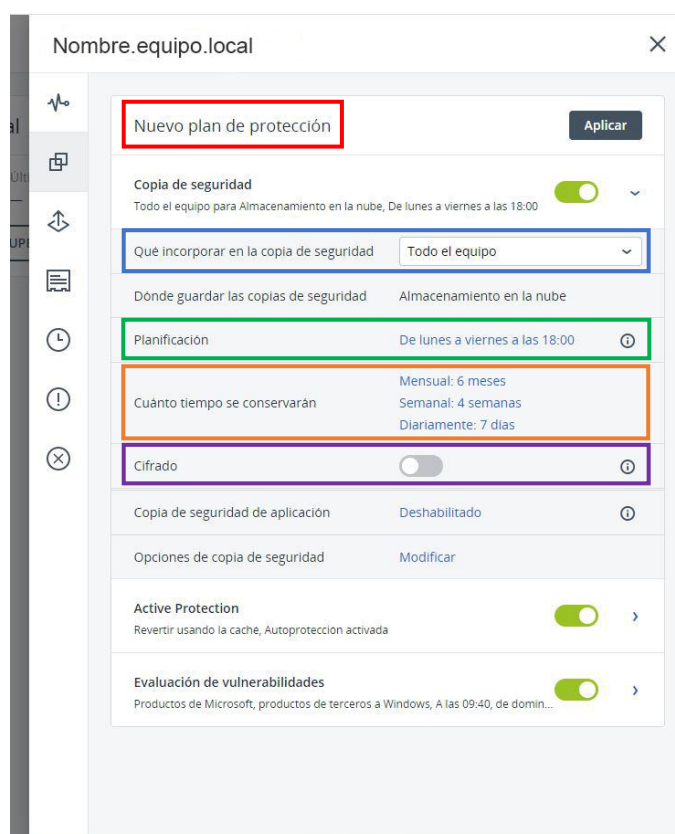 Nombre.equipo.local
Nuevo plan de protección
Aplicar
Copia de seguridad
Todo el equipo para Almacenamiento en la nube, De lunes a viernes a las 18:00
Qué incorporar en la copia de seguridad Todo el equipo
Dónde guardar las copias de seguridad Almacenamiento en la nube
Planificación De lunes a viernes a las 18:00
Cuánto tiempo se conservarán
Mensual: 6 meses
Semanal: 4 semanas
Diariamente: 7 días
Cifrado
Copia de seguridad de aplicación Deshabilitado
Opciones de copia de seguridad Modificar
Active Protection
Revertir usando la caché, Autoprotección activada
Evaluación de vulnerabilidades
Productos de Microsoft, productos de terceros a Windows, A las 09:40, de domin...